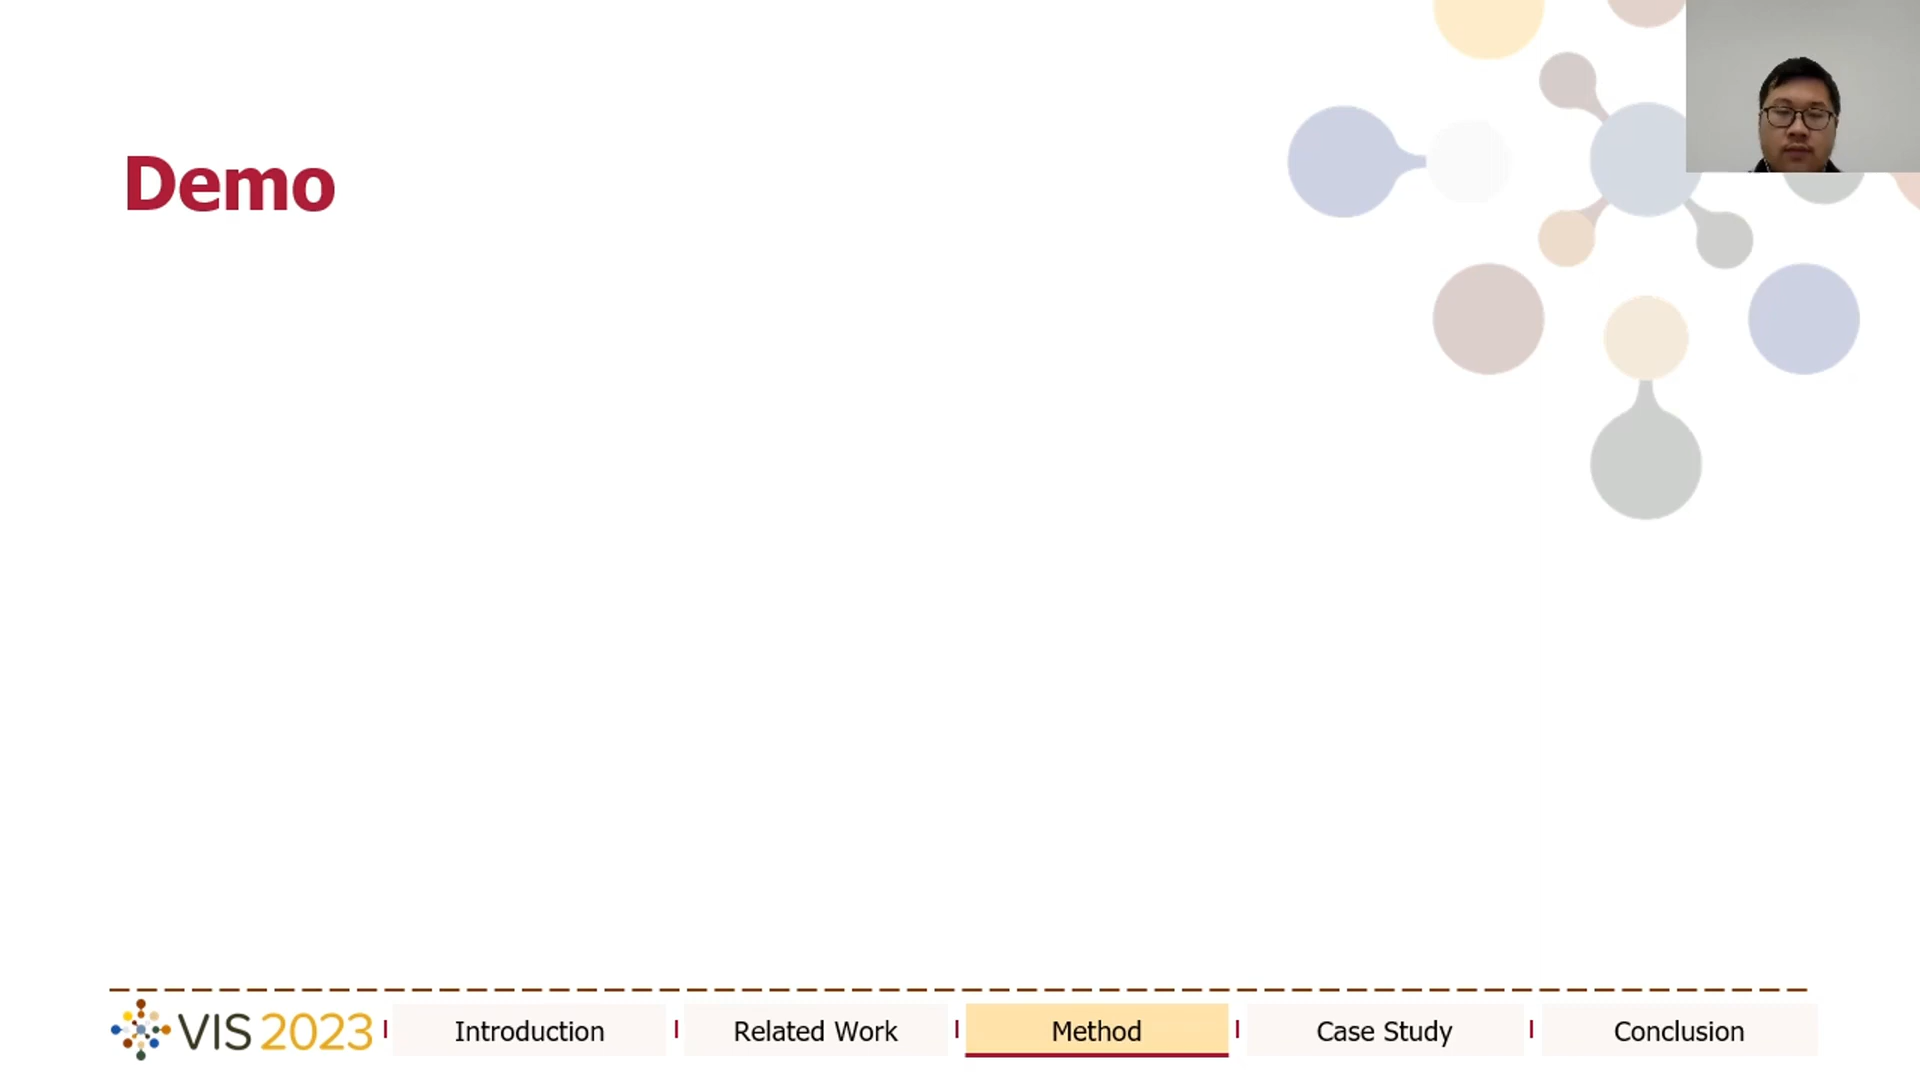 Demo
VIS 2023
Introduction
Related Work
Method
Case Study
Conclusion